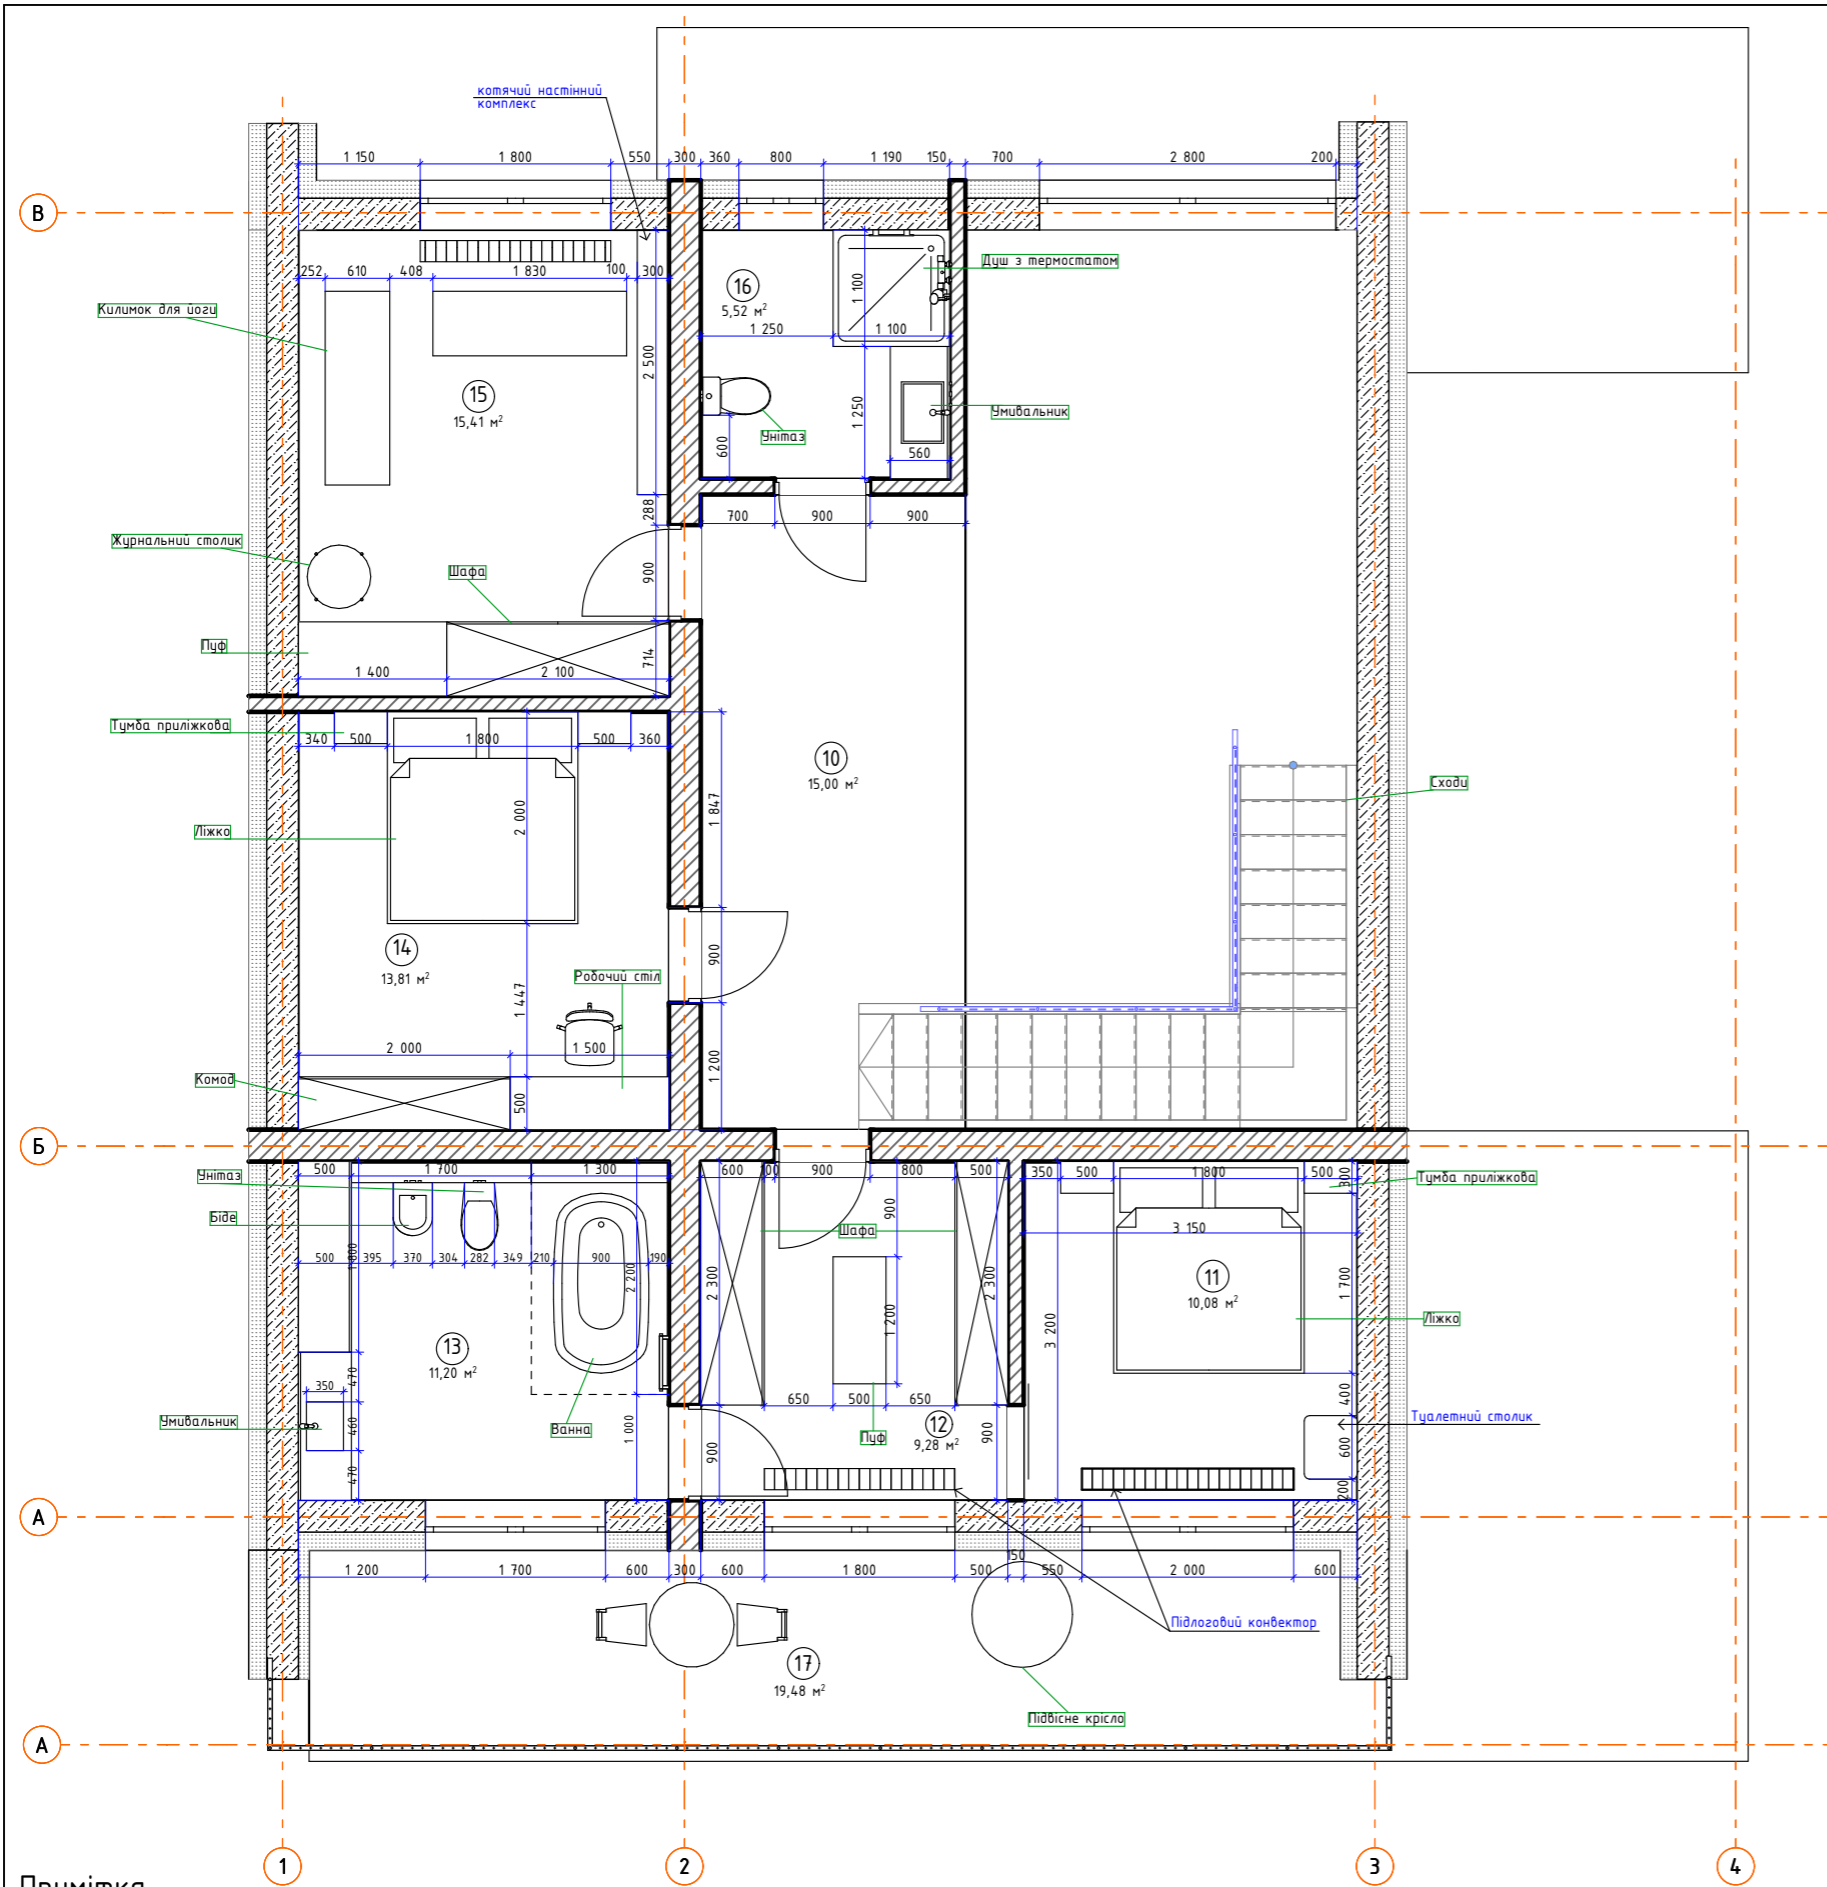 котячий настінний
комплекс
1 150
1 800
550
300
360
800
1 190
150
700
2 800
200
В
252
610
408
1 830
100
300
Килимок для йоги
16
5,52 м²
1 100
Душ з термостатом
1 250
1 100
15
15,41 м²
2 500
Унітаз
600
1 250
Умивальник
560
288
700
900
900
Журнальний столик
Шафа
900
Пуф
1 400
2 100
714
Тумба приліжкова
340
500
1 800
500
360
10
15,00 м²
Сходи
Ліжко
2 000
1 847
14
13,81 м²
Робочий стіл
900
1 447
2 000
1 500
1 200
Комод
500
Б
Унітаз
500
1 700
1 300
600
100
900
800
500
350
500
1 800
500
300
Тумба приліжкова
Біде
900
Шафа
3 150
500
395
370
304
282
349
210
900
190
1 800
2 200
2 300
2 300
11
10,08 м²
1 700
1 200
Ліжко
13
11,20 м²
3 200
470
350
650
500
650
400
Умивальник
460
Ванна
1 000
Пуф
12
9,28 м²
900
900
Туалетний столик
600
470
200
А
1 200
1 700
600
300
600
1 800
500
150
550
2 000
600
Підлоговий конвектор
17
19,48 м²
Підвісне крісло
А
1
2
3
4
Примітка